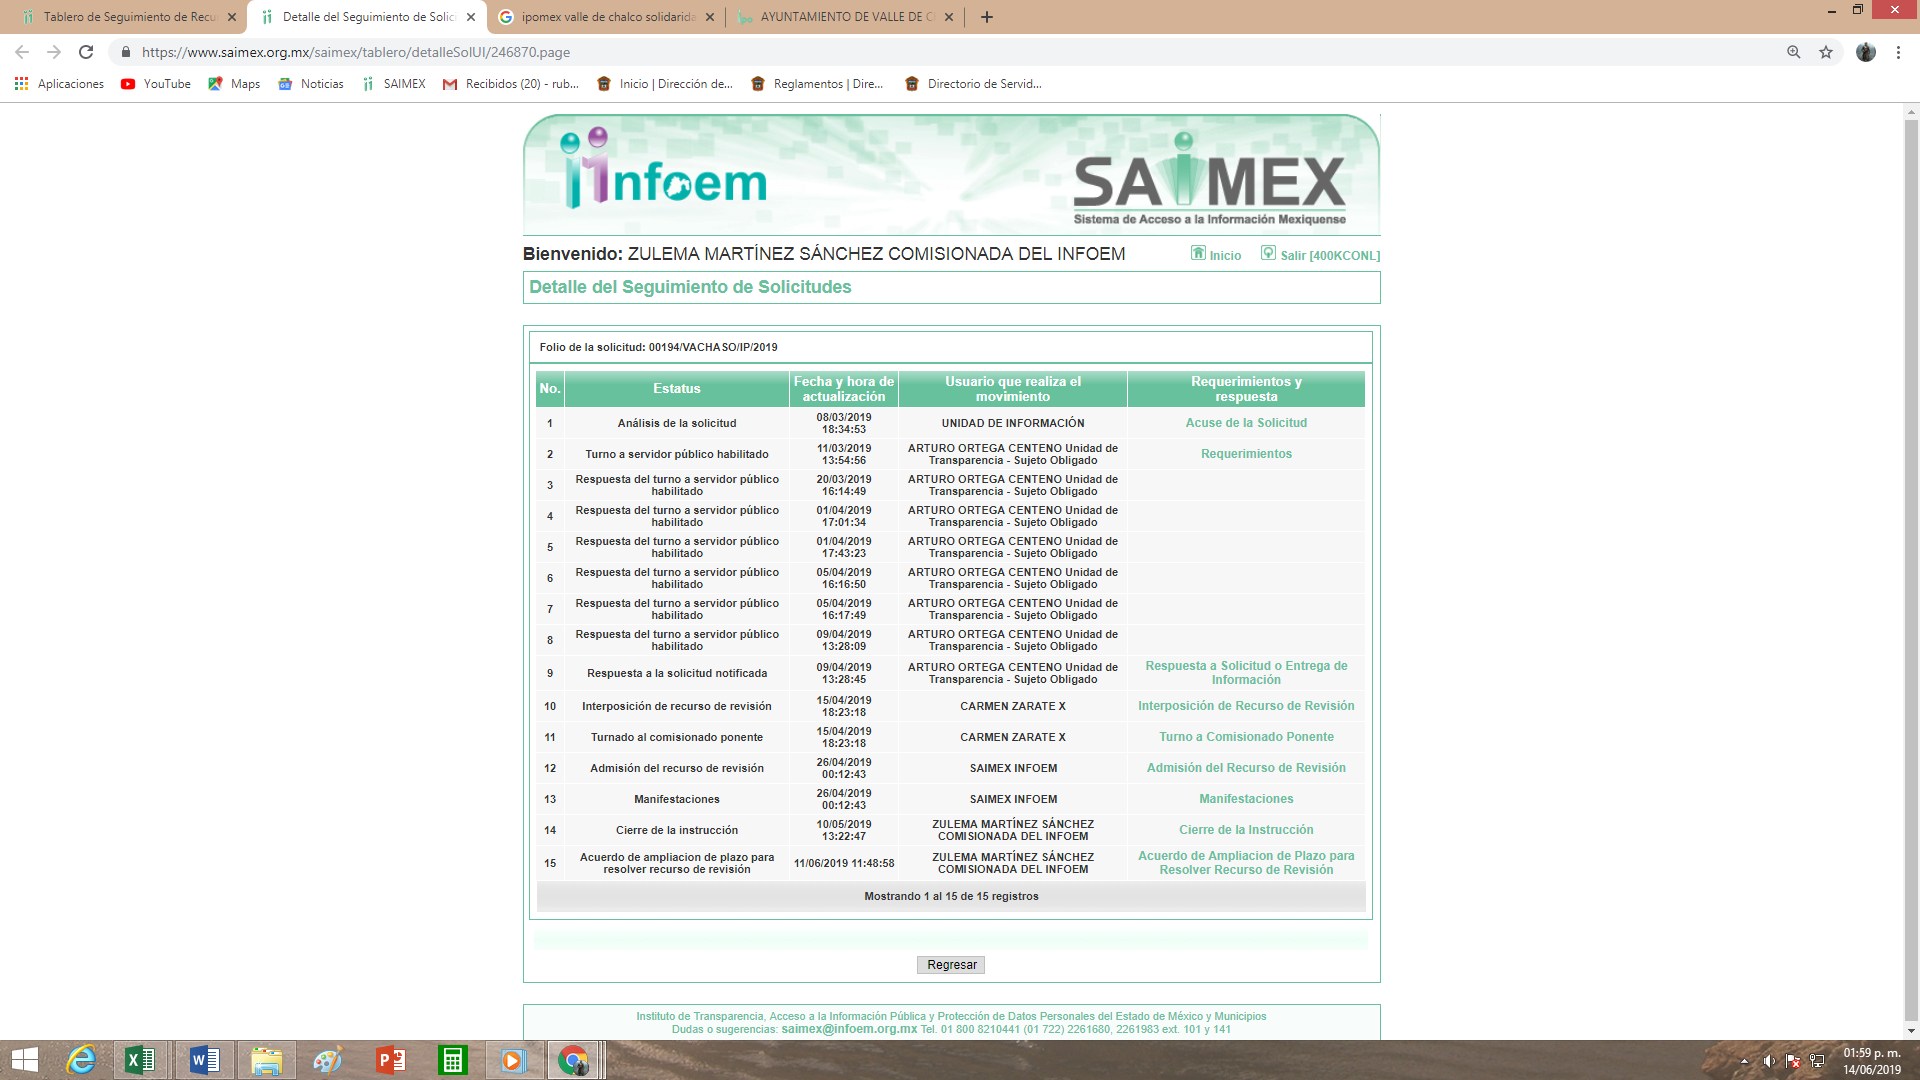 Tablero de Seguimiento de Recu
Detalle del Seguimiento de Solic
ipomex valle de chalco solidarida
AYUNTAMIENTO DE VALLE DE C
https://www.saimex.org.mx/saimex/tablero/detalleSolUI/246870.page
Aplicaciones YouTube Maps Noticias SAIMEX Recibidos (20) - rub... Inicio | Dirección de... Reglamentos | Dire... Directorio de Servid...
infoem
SAIMEX
Sistema de Acceso a la Información Mexiquense
Bienvenido: ZULEMA MARTÍNEZ SÁNCHEZ COMISIONADA DEL INFOEM
Inicio Salir [400KCONL]
Detalle del Seguimiento de Solicitudes
Folio de la solicitud: 00194/VACHASO/IP/2019
No. Estatus Fecha y hora de actualización Usuario que realiza el movimiento Requerimientos y respuesta
1 Análisis de la solicitud 08/03/2019 18:34:53 UNIDAD DE INFORMACIÓN Acuse de la Solicitud
2 Turno a servidor público habilitado 11/03/2019 13:54:56 ARTURO ORTEGA CENTENO Unidad de Transparencia - Sujeto Obligado Requerimientos
3 Respuesta del turno a servidor público habilitado 20/03/2019 16:14:49 ARTURO ORTEGA CENTENO Unidad de Transparencia - Sujeto Obligado
4 Respuesta del turno a servidor público habilitado 01/04/2019 17:01:34 ARTURO ORTEGA CENTENO Unidad de Transparencia - Sujeto Obligado
5 Respuesta del turno a servidor público habilitado 01/04/2019 17:43:23 ARTURO ORTEGA CENTENO Unidad de Transparencia - Sujeto Obligado
6 Respuesta del turno a servidor público habilitado 05/04/2019 16:16:50 ARTURO ORTEGA CENTENO Unidad de Transparencia - Sujeto Obligado
7 Respuesta del turno a servidor público habilitado 05/04/2019 16:17:49 ARTURO ORTEGA CENTENO Unidad de Transparencia - Sujeto Obligado
8 Respuesta del turno a servidor público habilitado 09/04/2019 13:28:09 ARTURO ORTEGA CENTENO Unidad de Transparencia - Sujeto Obligado
9 Respuesta a la solicitud notificada 09/04/2019 13:28:45 ARTURO ORTEGA CENTENO Unidad de Transparencia - Sujeto Obligado Respuesta a Solicitud o Entrega de Información
10 Interposición de recurso de revisión 15/04/2019 18:23:18 CARMEN ZARATE X Interposición de Recurso de Revisión
11 Turnado al comisionado ponente 15/04/2019 18:23:18 CARMEN ZARATE X Turno a Comisionado Ponente
12 Admisión del recurso de revisión 26/04/2019 00:12:43 SAIMEX INFOEM Admisión del Recurso de Revisión
13 Manifestaciones 26/04/2019 00:12:43 SAIMEX INFOEM Manifestaciones
14 Cierre de la instrucción 10/05/2019 13:22:47 ZULEMA MARTÍNEZ SÁNCHEZ COMISIONADA DEL INFOEM Cierre de la Instrucción
15 Acuerdo de ampliacion de plazo para resolver recurso de revisión 11/06/2019 11:48:58 ZULEMA MARTÍNEZ SÁNCHEZ COMISIONADA DEL INFOEM Acuerdo de Ampliacion de Plazo para Resolver Recurso de Revisión
Mostrando 1 al 15 de 15 registros
Regresar
Instituto de Transparencia, Acceso a la Información Pública y Protección de Datos Personales del Estado de México y Municipios
Dudas o sugerencias: saimex@infoem.org.mx Tel. 01 800 8210441 (01 722) 2261680, 2261983 ext. 101 y 141
01:59 p. m.
14/06/2019